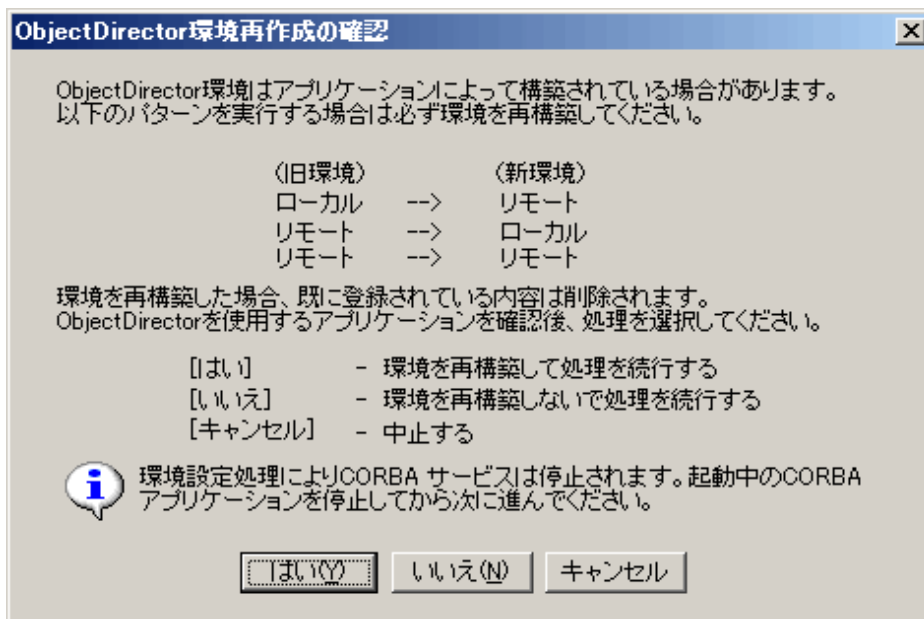 ObjectDirector環境再作成の確認
ObjectDirector環境はアプリケーションによって構築されている場合があります。
以下のパターンを実行する場合は必ず環境を再構築してください。
(旧環境) (新環境)
ローカル --> リモート
リモート --> ローカル
リモート --> リモート
環境を再構築した場合、既に登録されている内容は削除されます。
ObjectDirectorを使用するアプリケーションを確認後、処理を選択してください。
[はい] - 環境を再構築して処理を続行する
[いいえ] - 環境を再構築しないで処理を続行する
[キャンセル] - 中止する
環境設定処理によりCORBA サービスは停止されます。起動中のCORBA
アプリケーションを停止してから次に進んでください。
はい(Y) いいえ(N) キャンセル